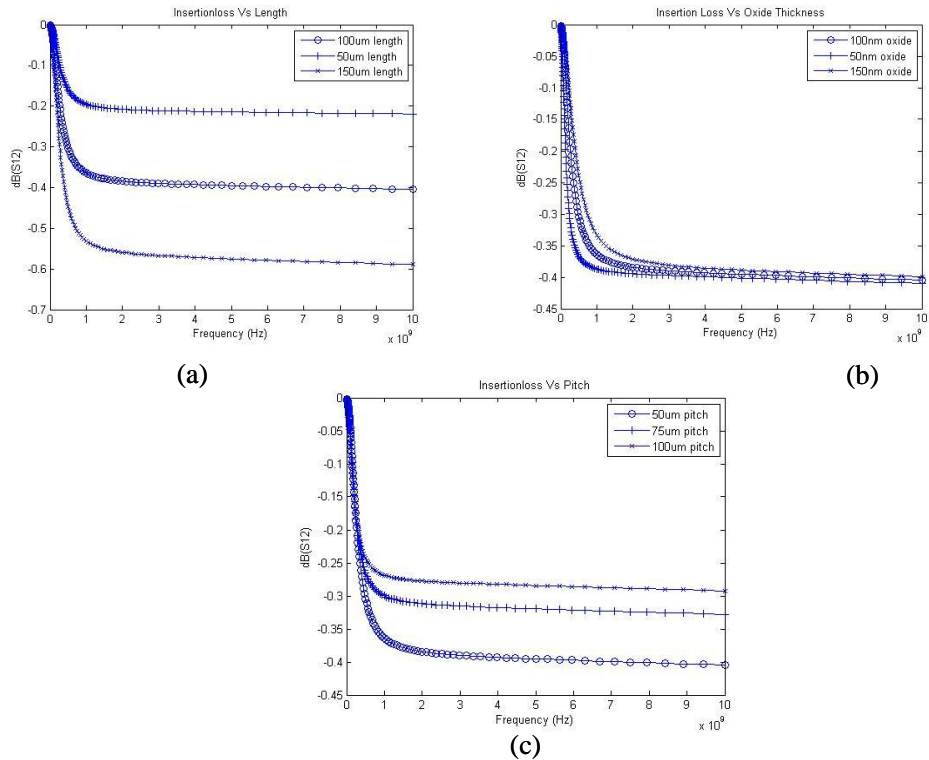 Insertionloss Vs Length
0
-0.1
-0.2
-0.3
-0.4
-0.5
-0.6
-0.7
dB(S12)
100um length
50um length
150um length
0 1 2 3 4 5 6 7 8 9 10
Frequency (Hz)
x 10^9
(a)
Insertion Loss Vs Oxide Thickness
0
-0.05
-0.1
-0.15
-0.2
-0.25
-0.3
-0.35
-0.4
-0.45
dB(S12)
100nm oxide
50nm oxide
150nm oxide
0 1 2 3 4 5 6 7 8 9 10
Frequency (Hz)
x 10^9
(b)
Insertionloss Vs Pitch
0
-0.05
-0.1
-0.15
-0.2
-0.25
-0.3
-0.35
-0.4
-0.45
dB(S12)
50um pitch
75um pitch
100um pitch
0 1 2 3 4 5 6 7 8 9 10
Frequency (Hz)
x 10^9
(c)